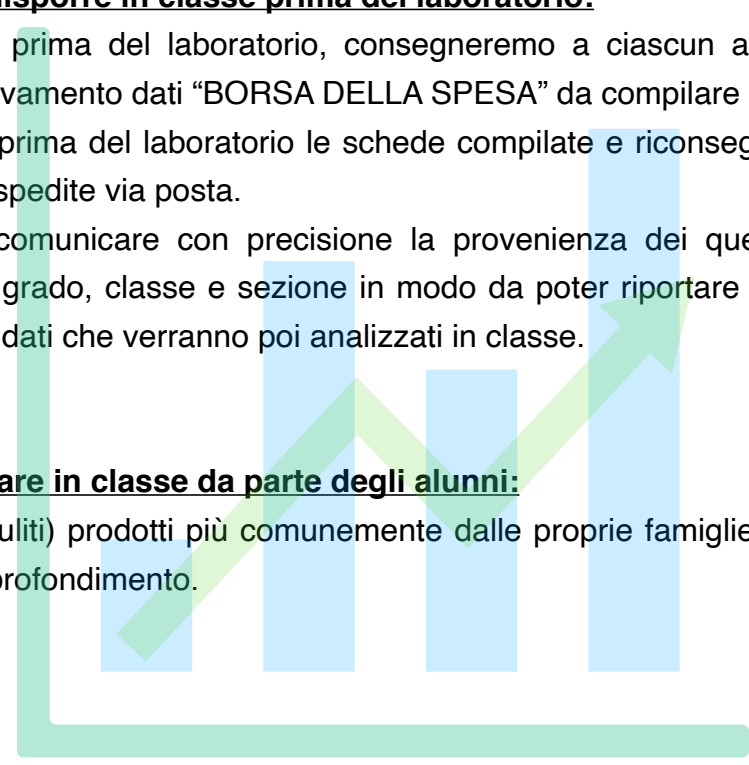 disporre in classe prima del laboratorio:
prima del laboratorio, consegneremo a ciascun a
vamento dati “BORSA DELLA SPESA” da compilare
prima del laboratorio le schede compilate e riconseg
spedite via posta.
comunicare con precisione la provenienza dei que
grado, classe e sezione in modo da poter riportare
dati che verranno poi analizzati in classe.
are in classe da parte degli alunni:
uliti) prodotti più comunemente dalle proprie famiglie
profondimento.